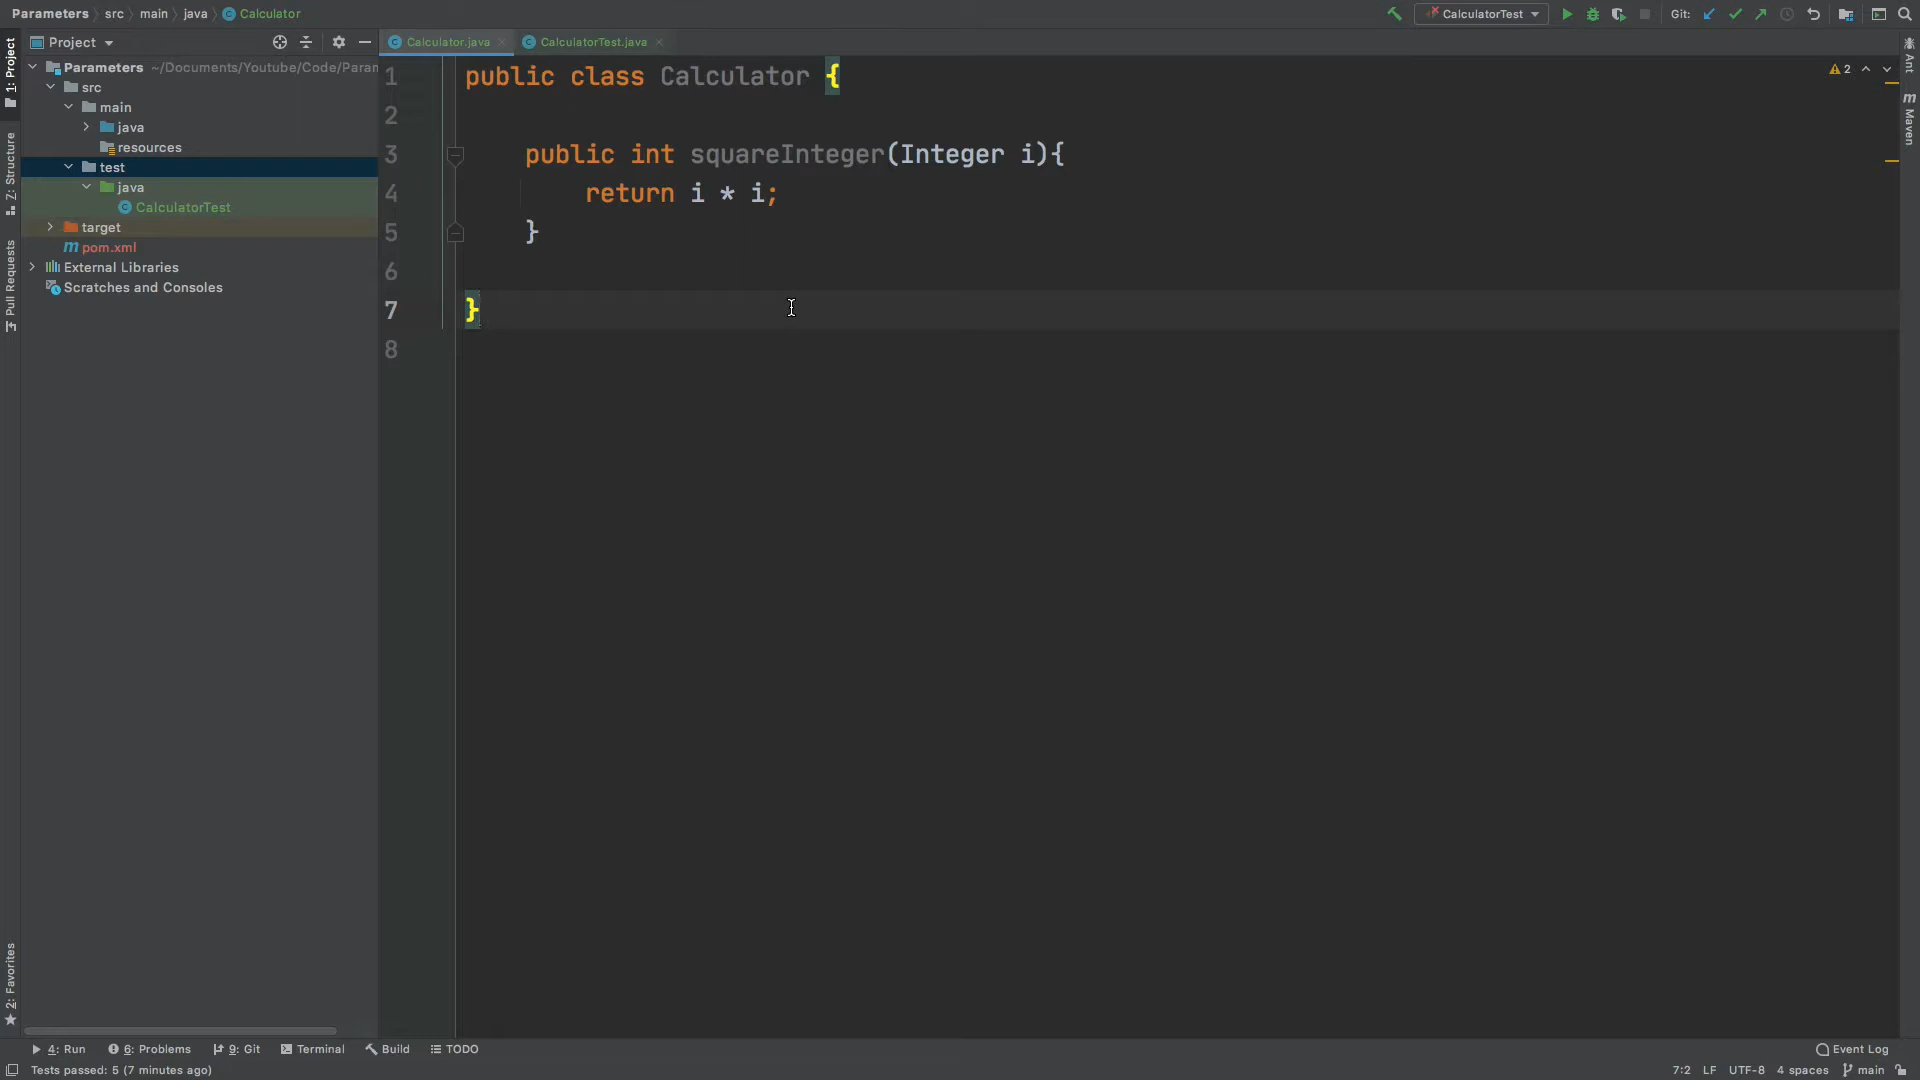 Parameters › src › main › java › Calculator
CalculatorTest
Git:
1: Project
Project
Calculator.java
CalculatorTest.java
Parameters ~/Documents/Youtube/Code/Param
src
main
java
resources
test
java
CalculatorTest
target
pom.xml
External Libraries
Scratches and Consoles
Z: Structure
Pull Requests
2: Favorites
1 public class Calculator {
2
3 public int squareInteger(Integer i){
4 return i * i;
5 }
6
7 }
8
2
Ant
Maven
4: Run
6: Problems
9: Git
Terminal
Build
TODO
Event Log
Tests passed: 5 (7 minutes ago)
7:2 LF UTF-8 4 spaces main